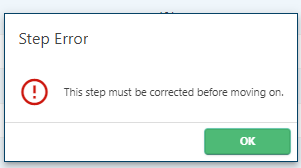 Step Error
This step must be corrected before moving on.
OK